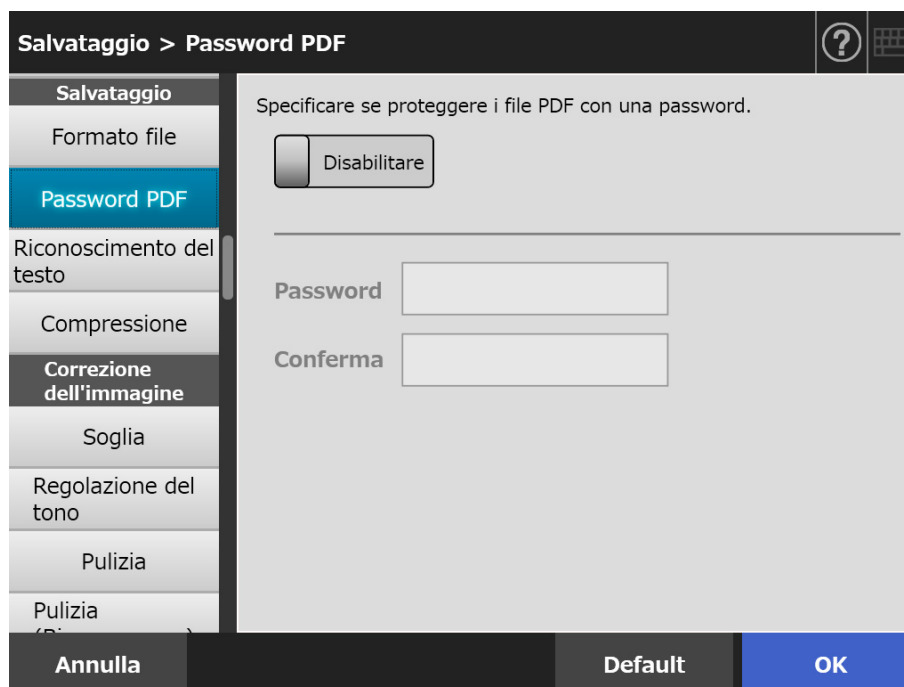 Salvataggio > Password PDF
Salvataggio
Formato file
Password PDF
Riconoscimento del
testo
Compressione
Correzione
dell'immagine
Soglia
Regolazione del
tono
Pulizia
Pulizia
Specificare se proteggere i file PDF con una password.
Disabilitare
Password
Conferma
Annulla
Default
OK